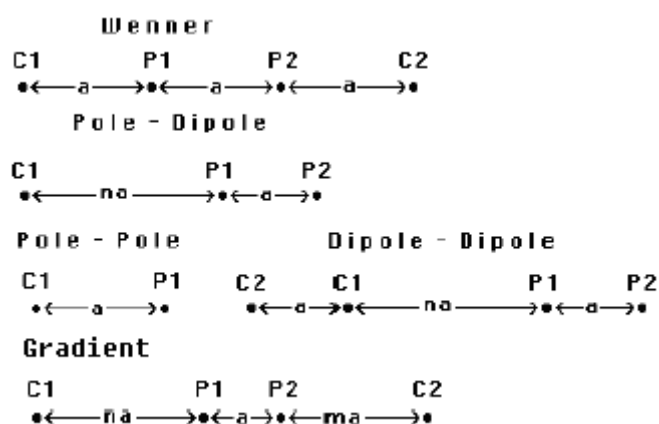 Wenner
C1 P1 P2 C2
a a a
Pole - Dipole
C1 P1 P2
na a
Pole - Pole Dipole - Dipole
C1 P1 C2 C1 P1 P2
a a na a
Gradient
C1 P1 P2 C2
na a ma